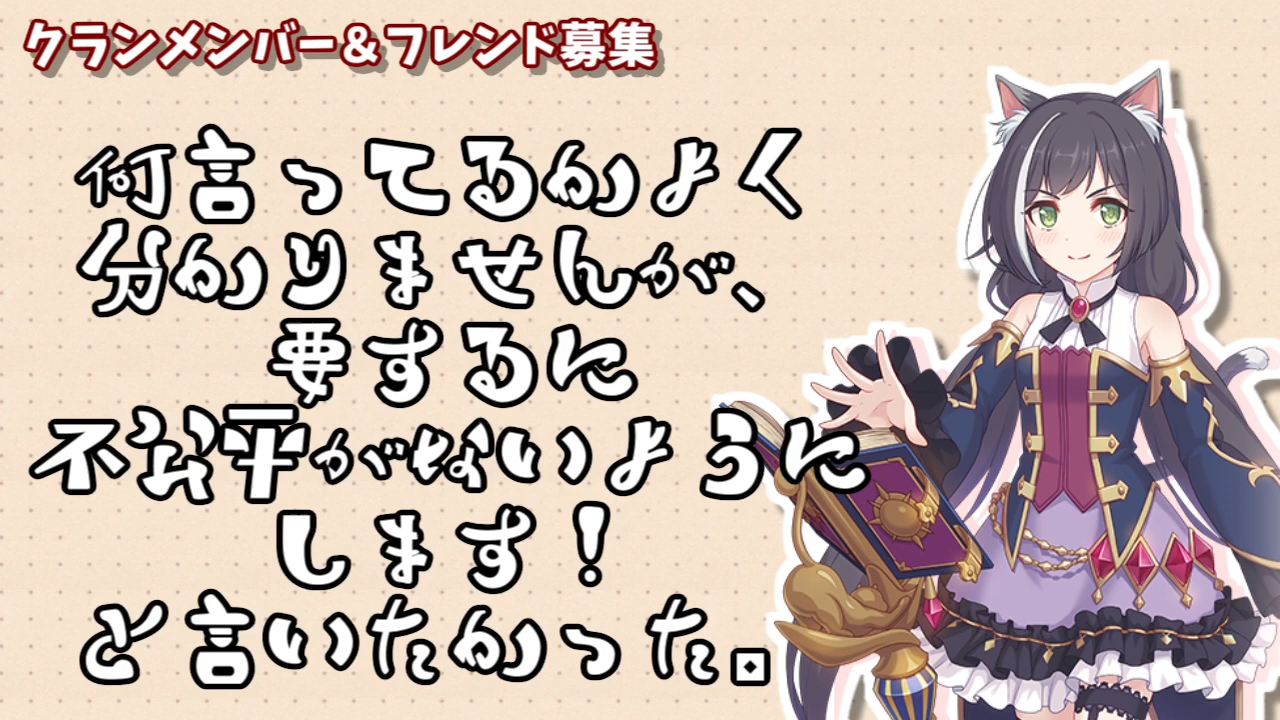 クランメンバー＆フレンド募集
何言ってるかよく
分かりませんが、
要するに
不公平がないように
します！
と言いたかった。